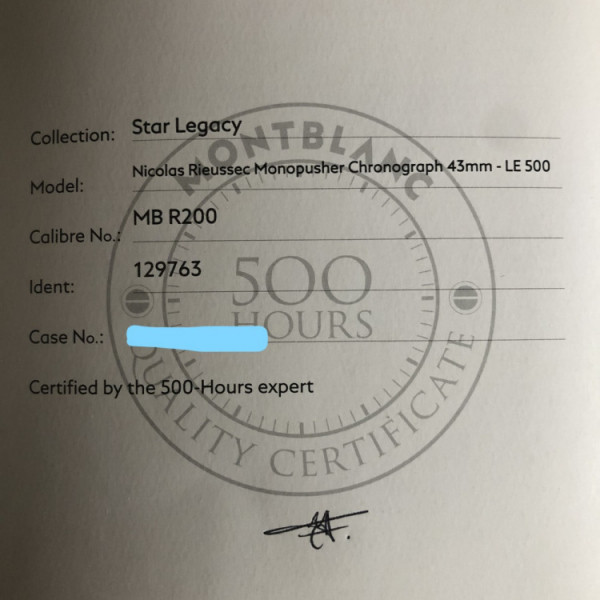 Collection: Star Legacy
Model: Nicolas Rieussec Monopusher Chronograph 43mm - LE 500
Calibre No.: MB R200
Ident: 129763
Case No.:
Certified by the 500-Hours expert
MONTBLANC
500
HOURS
QUALITY CERTIFICATE